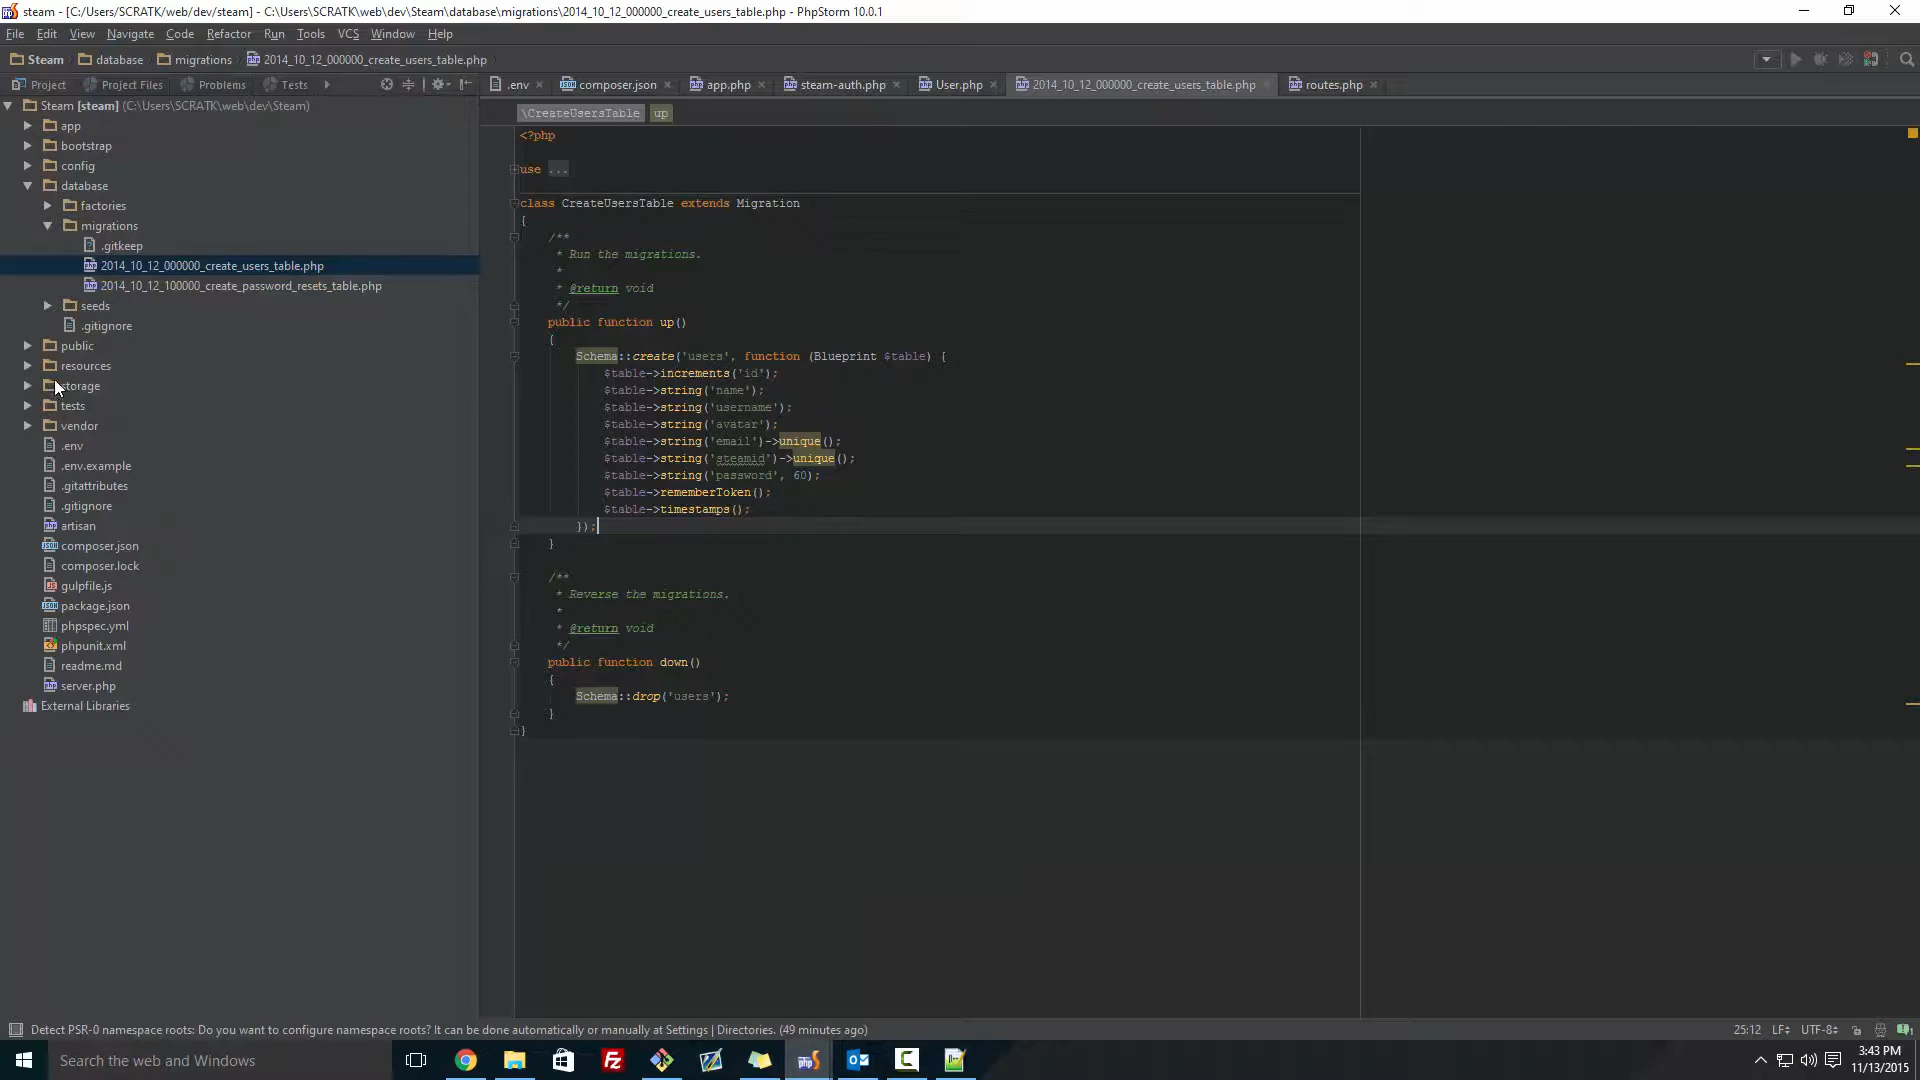 steam - [C:/Users/SCRATK/web/dev/steam] - C:\Users\SCRATK\web\dev\Steam\database\migrations\2014_10_12_000000_create_users_table.php - PhpStorm 10.0.1
File Edit View Navigate Code Refactor Run Tools VCS Window Help
Steam database migrations 2014_10_12_000000_create_users_table.php
Project Project Files Problems Tests
.env composer.json app.php steam-auth.php User.php 2014_10_12_000000_create_users_table.php routes.php
\CreateUsersTable up
Steam [steam] (C:\Users\SCRATK\web\dev\Steam)
app
bootstrap
config
database
factories
migrations
.gitkeep
2014_10_12_000000_create_users_table.php
2014_10_12_100000_create_password_resets_table.php
seeds
.gitignore
public
resources
storage
tests
vendor
.env
.env.example
.gitattributes
.gitignore
artisan
composer.json
composer.lock
gulpfile.js
package.json
phpspec.yml
phpunit.xml
readme.md
server.php
External Libraries
<?php
use ...
class CreateUsersTable extends Migration
{
/**
* Run the migrations.
*
* @return void
*/
public function up()
{
Schema::create('users', function (Blueprint $table) {
$table->increments('id');
$table->string('name');
$table->string('username');
$table->string('avatar');
$table->string('email')->unique();
$table->string('steamid')->unique();
$table->string('password', 60);
$table->rememberToken();
$table->timestamps();
});
}
/**
* Reverse the migrations.
*
* @return void
*/
public function down()
{
Schema::drop('users');
}
}
Detect PSR-0 namespace roots: Do you want to configure namespace roots? It can be done automatically or manually at Settings | Directories. (49 minutes ago)
25:12 LF UTF-8
Search the web and Windows
3:43 PM
11/13/2015